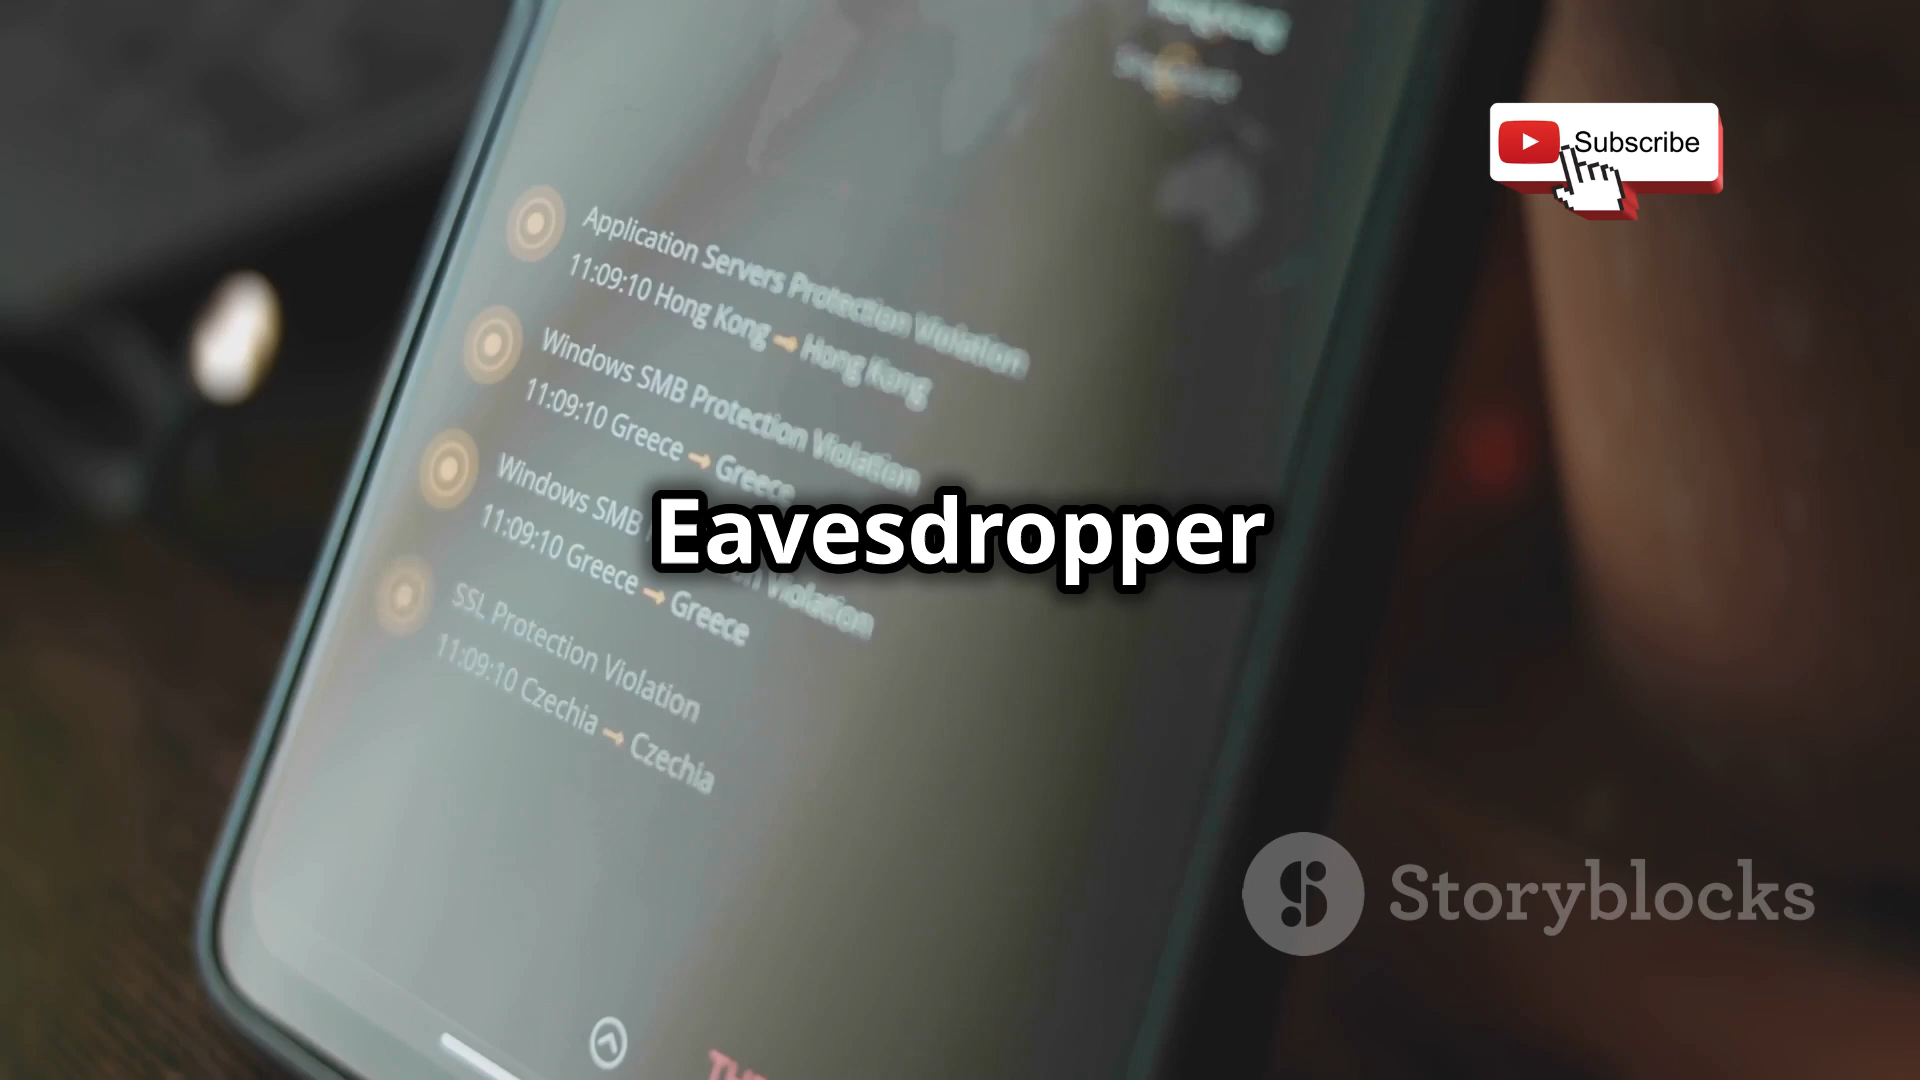 Subscribe
Application Servers Protection Violation
11:09:10 Hong Kong → Hong Kong
Windows SMB Protection Violation
11:09:10 Greece → Greece
Eavesdropper
Windows SMB Violation
11:09:10 Greece → Greece
SSL Protection Violation
11:09:10 Czechia → Czechia
Storyblocks